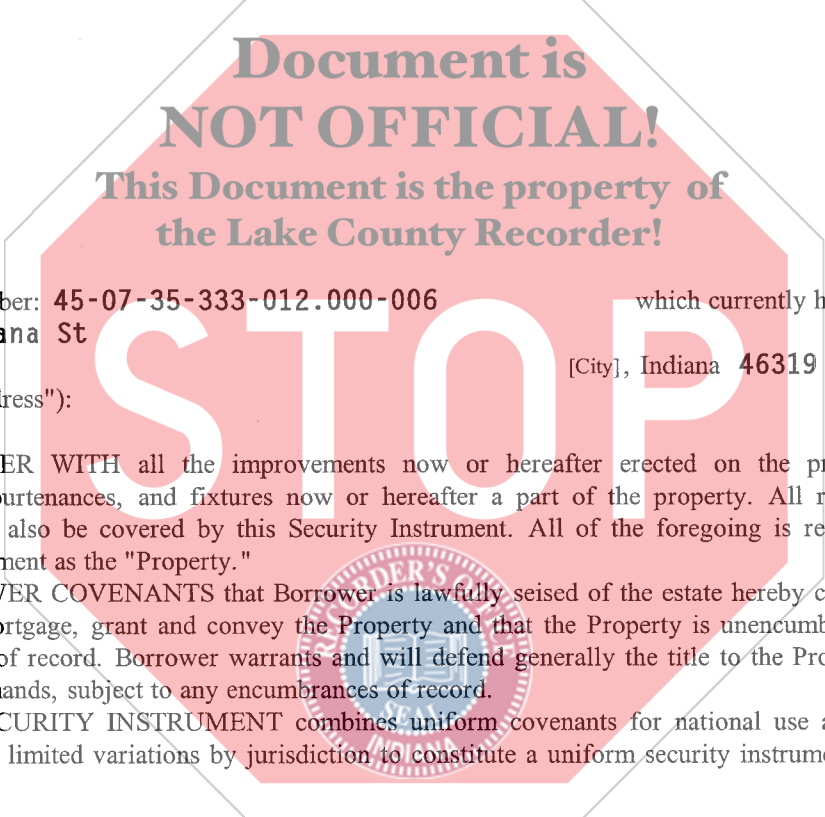 Document is
NOT OFFICIAL!
This Document is the property of
the Lake County Recorder!
ber: 45-07-35-333-012.000-006 which currently h
ana St
[City], Indiana 46319
lress"):
STOP
ER WITH all the improvements now or hereafter erected on the pr
ourtenances, and fixtures now or hereafter a part of the property. All r
also be covered by this Security Instrument. All of the foregoing is re
ment as the "Property."
VER COVENANTS that Borrower is lawfully seised of the estate hereby c
ortgage, grant and convey the Property and that the Property is unencumb
of record. Borrower warrants and will defend generally the title to the Pro
nands, subject to any encumbrances of record.
CURITY INSTRUMENT combines uniform covenants for national use a
limited variations by jurisdiction to constitute a uniform security instrume
RECORDER'S OFFICE
SEAL
INDIANA